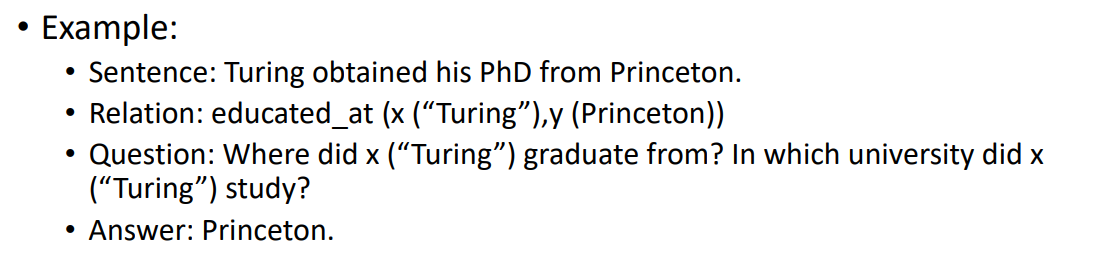 • Example:
• Sentence: Turing obtained his PhD from Princeton.
• Relation: educated_at (x (“Turing”),y (Princeton))
• Question: Where did x (“Turing”) graduate from? In which university did x
(“Turing”) study?
• Answer: Princeton.